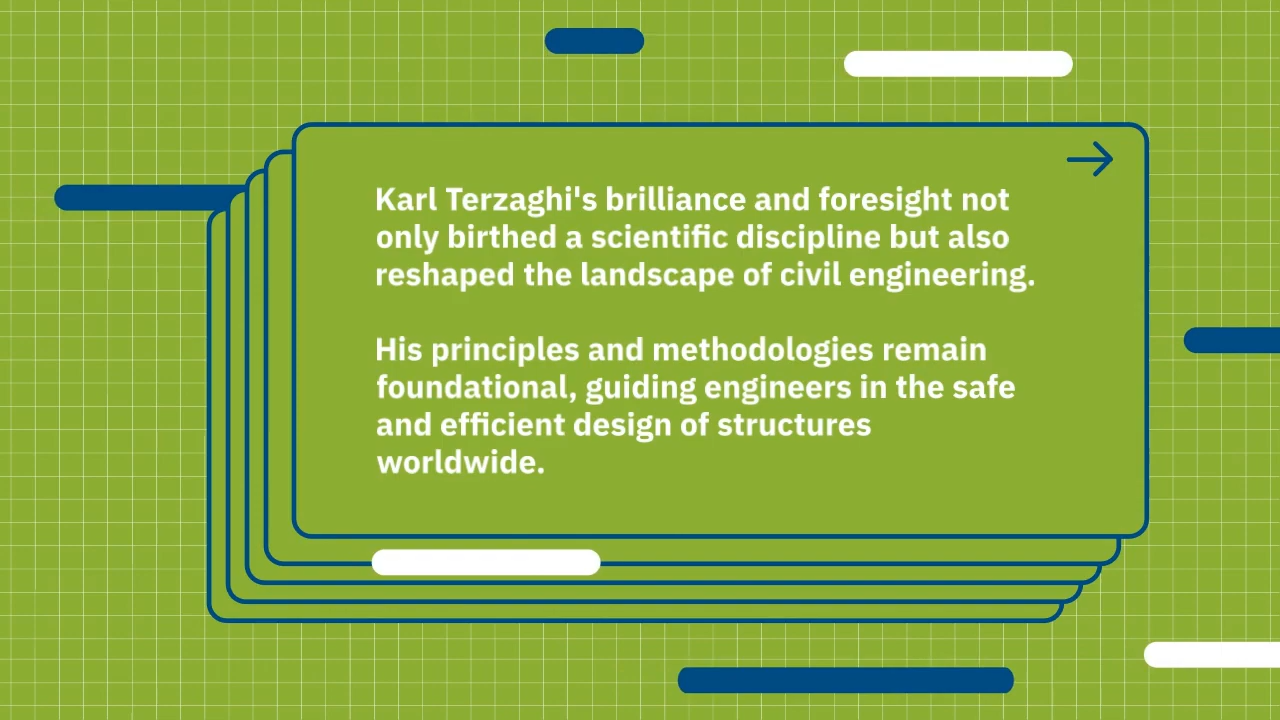 Karl Terzaghi's brilliance and foresight not
only birthed a scientific discipline but also
reshaped the landscape of civil engineering.
His principles and methodologies remain
foundational, guiding engineers in the safe
and efficient design of structures
worldwide.